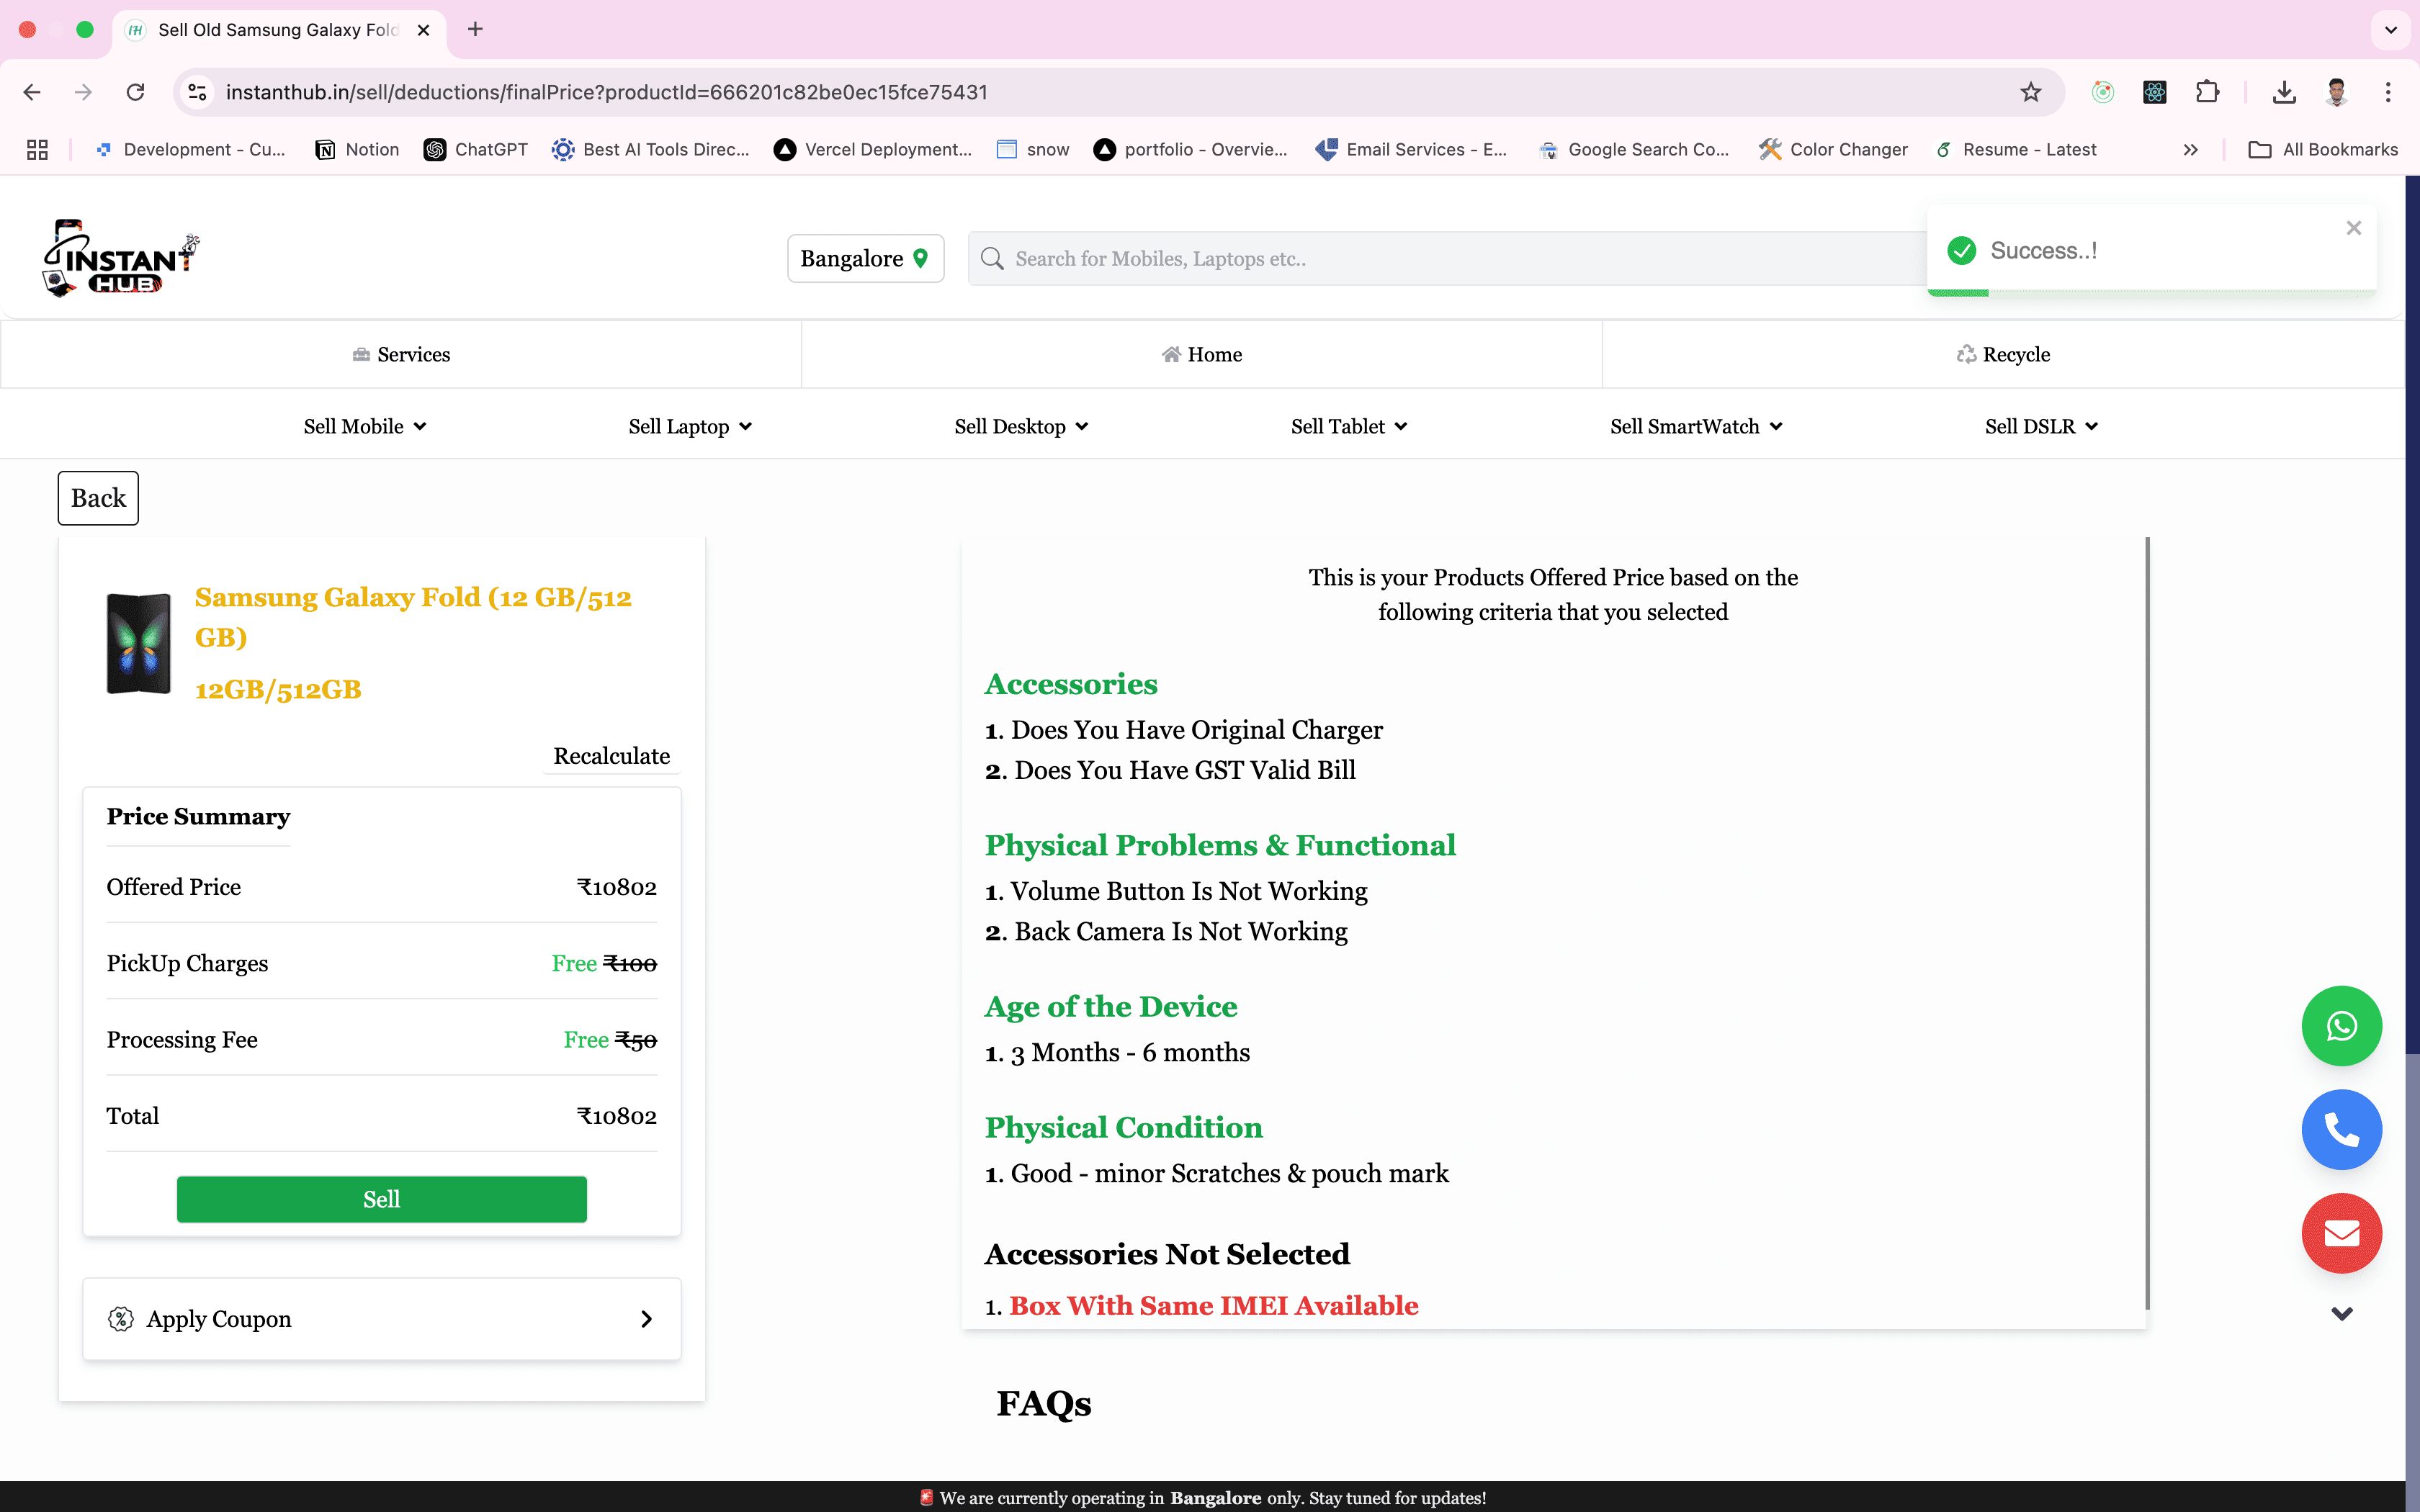 Sell Old Samsung Galaxy Fold
instanthub.in/sell/deductions/finalPrice?productId=666201c82be0ec15fce75431
Development - Cu...
Notion
ChatGPT
Best AI Tools Direc...
Vercel Deployment...
snow
portfolio - Overvie...
Email Services - E...
Google Search Co...
Color Changer
Resume - Latest
All Bookmarks
INSTANT
HUB
Bangalore
Search for Mobiles, Laptops etc..
Success..!
Services
Home
Recycle
Sell Mobile
Sell Laptop
Sell Desktop
Sell Tablet
Sell SmartWatch
Sell DSLR
Back
Samsung Galaxy Fold (12 GB/512
GB)
12GB/512GB
Recalculate
Price Summary
Offered Price ₹10802
PickUp Charges Free ₹100
Processing Fee Free ₹50
Total ₹10802
Sell
Apply Coupon
This is your Products Offered Price based on the
following criteria that you selected
Accessories
1. Does You Have Original Charger
2. Does You Have GST Valid Bill
Physical Problems & Functional
1. Volume Button Is Not Working
2. Back Camera Is Not Working
Age of the Device
1. 3 Months - 6 months
Physical Condition
1. Good - minor Scratches & pouch mark
Accessories Not Selected
1. Box With Same IMEI Available
FAQs
We are currently operating in Bangalore only. Stay tuned for updates!